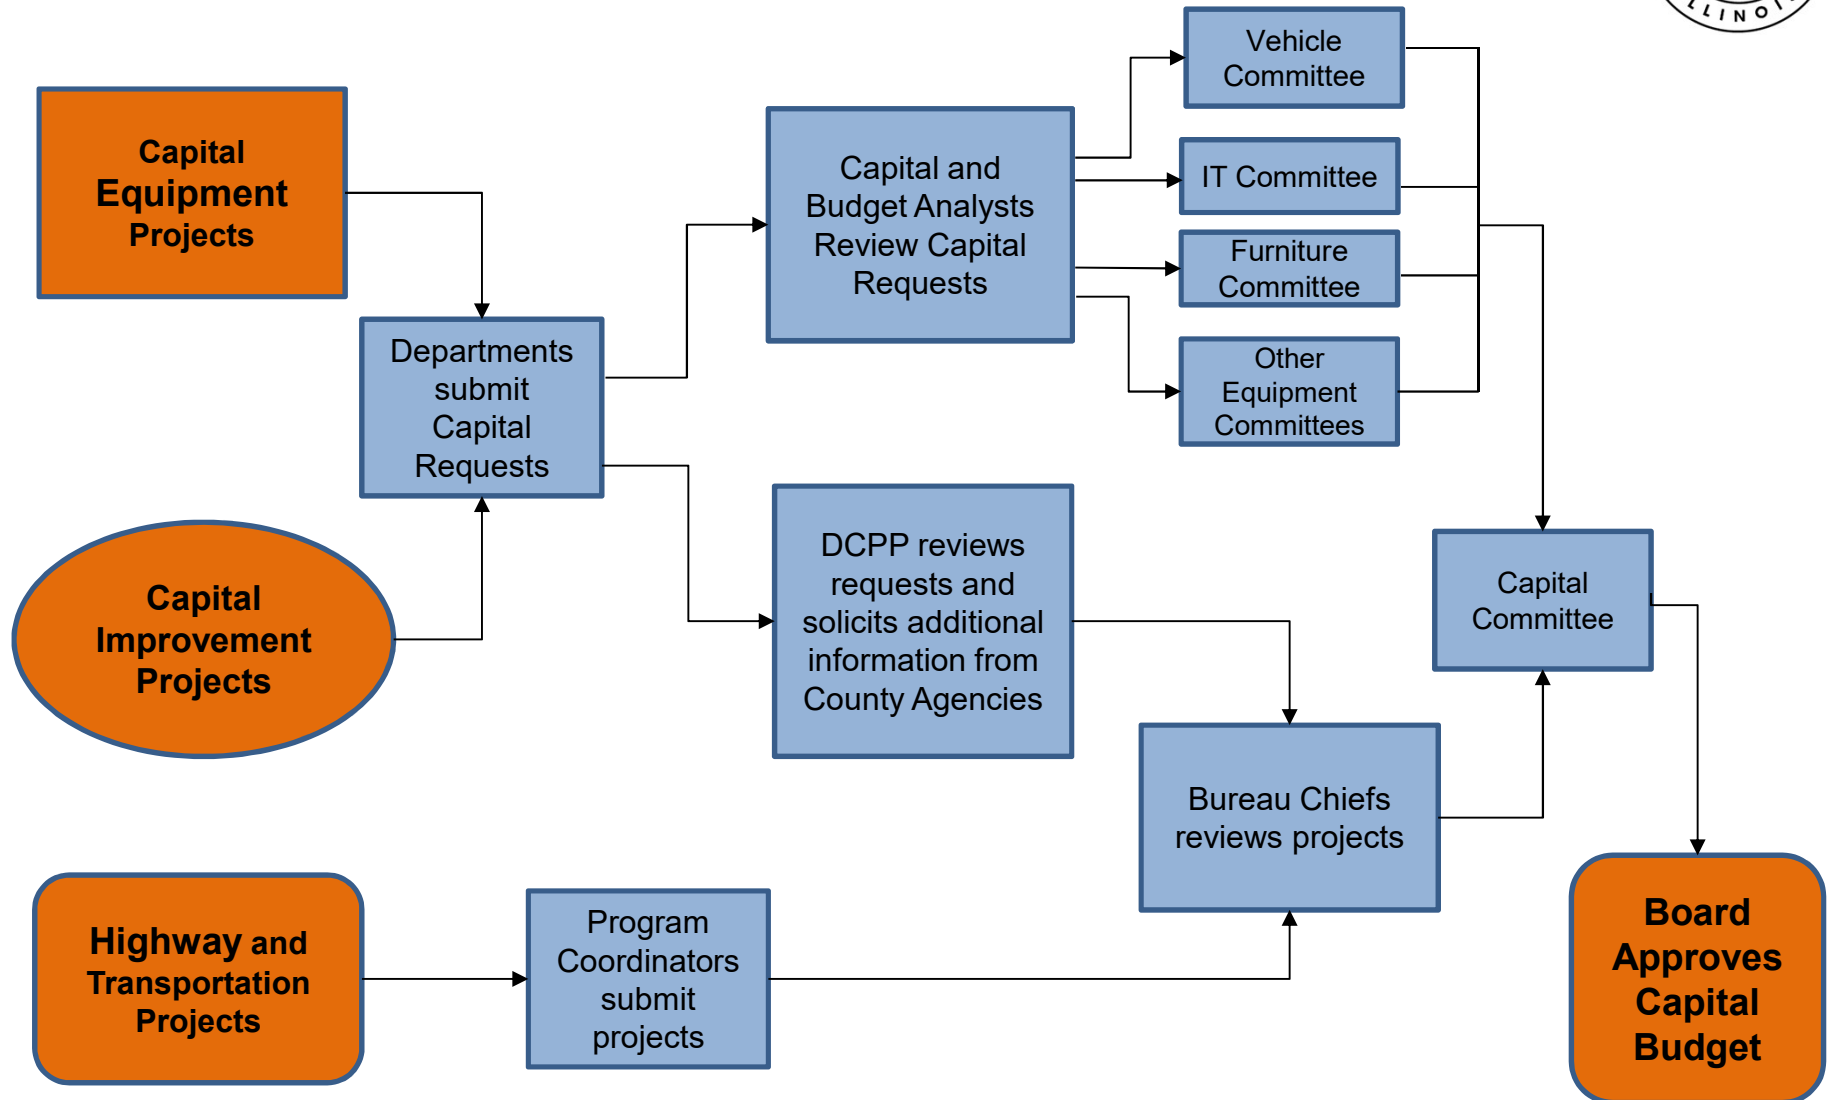 ILLINOI
Vehicle
Committee
Capital
Equipment
Projects
Capital and
Budget Analysts
Review Capital
Requests
IT Committee
Furniture
Committee
Departments
submit
Capital
Requests
Other
Equipment
Committees
DCPP reviews
requests and
solicits additional
information from
County Agencies
Capital
Committee
Capital
Improvement
Projects
Bureau Chiefs
reviews projects
Highway and
Transportation
Projects
Program
Coordinators
submit
projects
Board
Approves
Capital
Budget